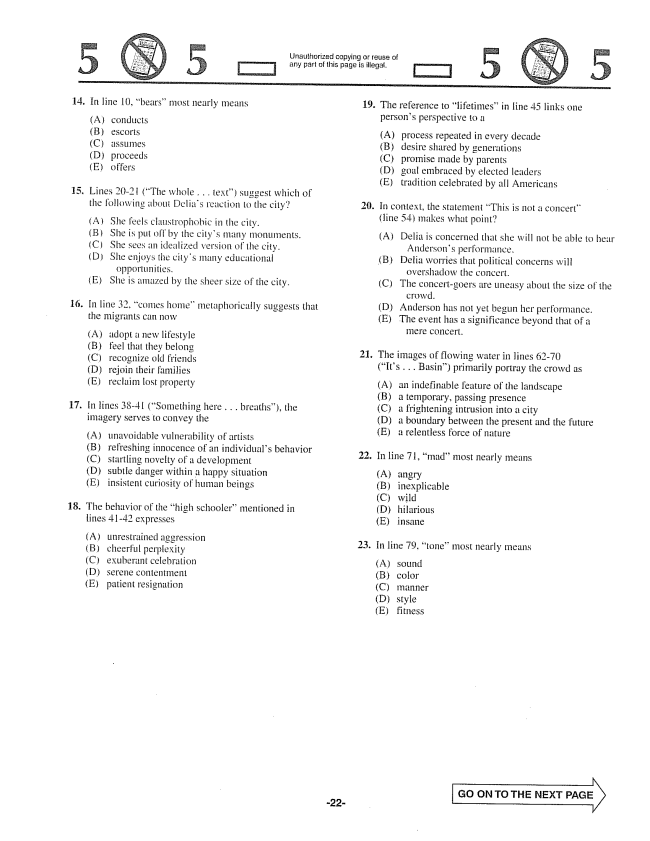 5 5 Unauthorized copying or reuse of
any part of this page is illegal. 5 5
14. In line 10, "bears" most nearly means
(A) conducts
(B) escorts
(C) assumes
(D) proceeds
(E) offers
15. Lines 20-21 ("The whole . . . text") suggest which of
the following about Delia's reaction to the city?
(A) She feels claustrophobic in the city.
(B) She is put off by the city's many monuments.
(C) She sees an idealized version of the city.
(D) She enjoys the city's many educational
opportunities.
(E) She is amazed by the sheer size of the city.
16. In line 32, "comes home" metaphorically suggests that
the migrants can now
(A) adopt a new lifestyle
(B) feel that they belong
(C) recognize old friends
(D) rejoin their families
(E) reclaim lost property
17. In lines 38-41 ("Something here . . . breaths"), the
imagery serves to convey the
(A) unavoidable vulnerability of artists
(B) refreshing innocence of an individual's behavior
(C) startling novelty of a development
(D) subtle danger within a happy situation
(E) insistent curiosity of human beings
18. The behavior of the "high schooler" mentioned in
lines 41-42 expresses
(A) unrestrained aggression
(B) cheerful perplexity
(C) exuberant celebration
(D) serene contentment
(E) patient resignation
19. The reference to "lifetimes" in line 45 links one
person's perspective to a
(A) process repeated in every decade
(B) desire shared by generations
(C) promise made by parents
(D) goal embraced by elected leaders
(E) tradition celebrated by all Americans
20. In context, the statement "This is not a concert"
(line 54) makes what point?
(A) Delia is concerned that she will not be able to hear
Anderson's performance.
(B) Delia worries that political concerns will
overshadow the concert.
(C) The concert-goers are uneasy about the size of the
crowd.
(D) Anderson has not yet begun her performance.
(E) The event has a significance beyond that of a
mere concert.
21. The images of flowing water in lines 62-70
("It's . . . Basin") primarily portray the crowd as
(A) an indefinable feature of the landscape
(B) a temporary, passing presence
(C) a frightening intrusion into a city
(D) a boundary between the present and the future
(E) a relentless force of nature
22. In line 71, "mad" most nearly means
(A) angry
(B) inexplicable
(C) wild
(D) hilarious
(E) insane
23. In line 79, "tone" most nearly means
(A) sound
(B) color
(C) manner
(D) style
(E) fitness
-22-
GO ON TO THE NEXT PAGE